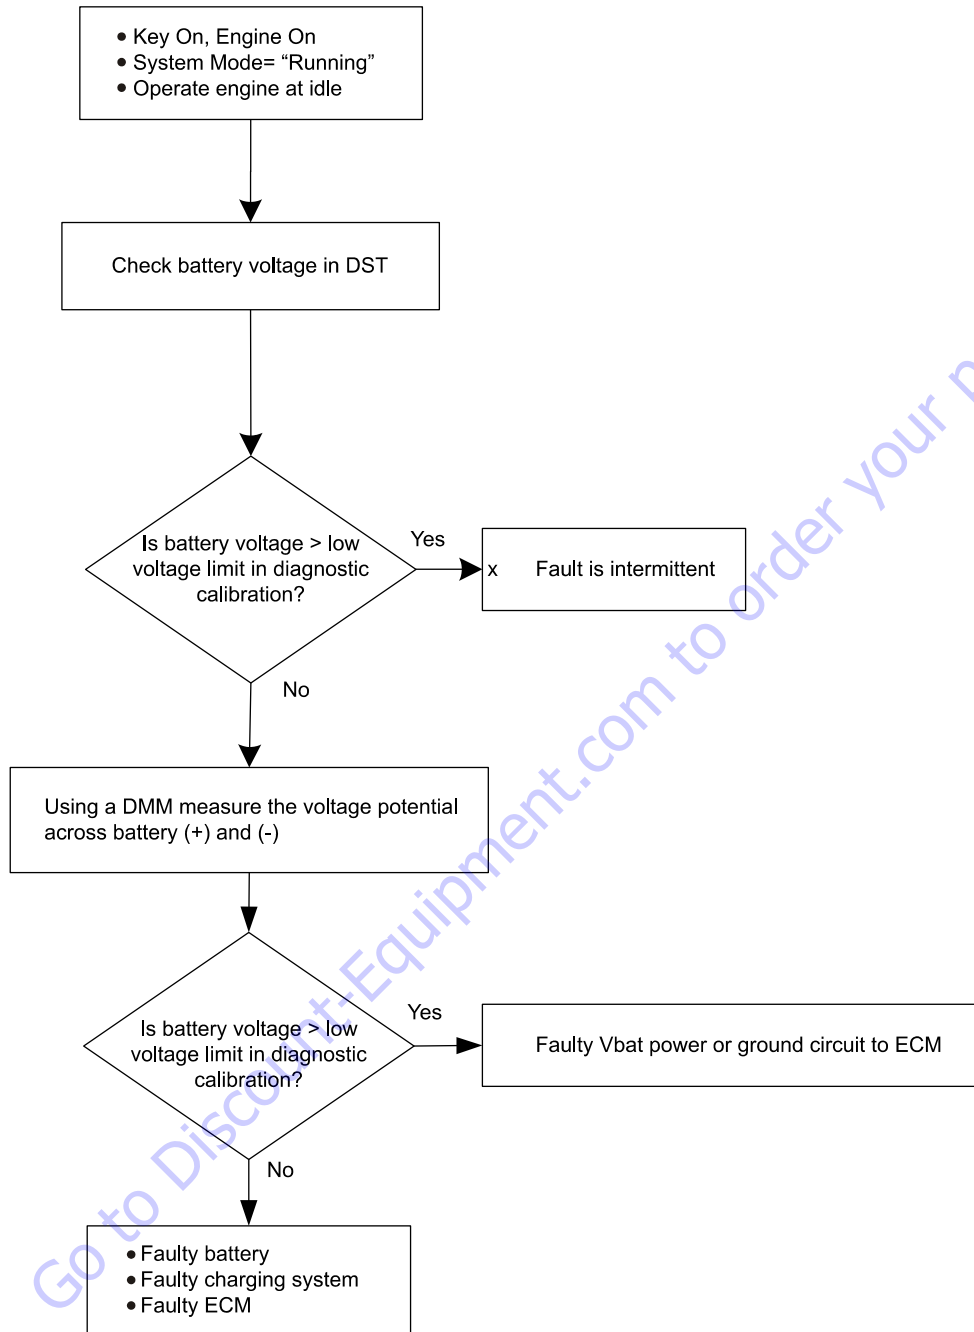 • Key On, Engine On
• System Mode= “Running”
• Operate engine at idle
Check battery voltage in DST
Is battery voltage > low
voltage limit in diagnostic
calibration?
Yes
x Fault is intermittent
No
Using a DMM measure the voltage potential
across battery (+) and (-)
Is battery voltage > low
voltage limit in diagnostic
calibration?
Yes
Faulty Vbat power or ground circuit to ECM
No
• Faulty battery
• Faulty charging system
• Faulty ECM
Go to Discount-Equipment.com to order your